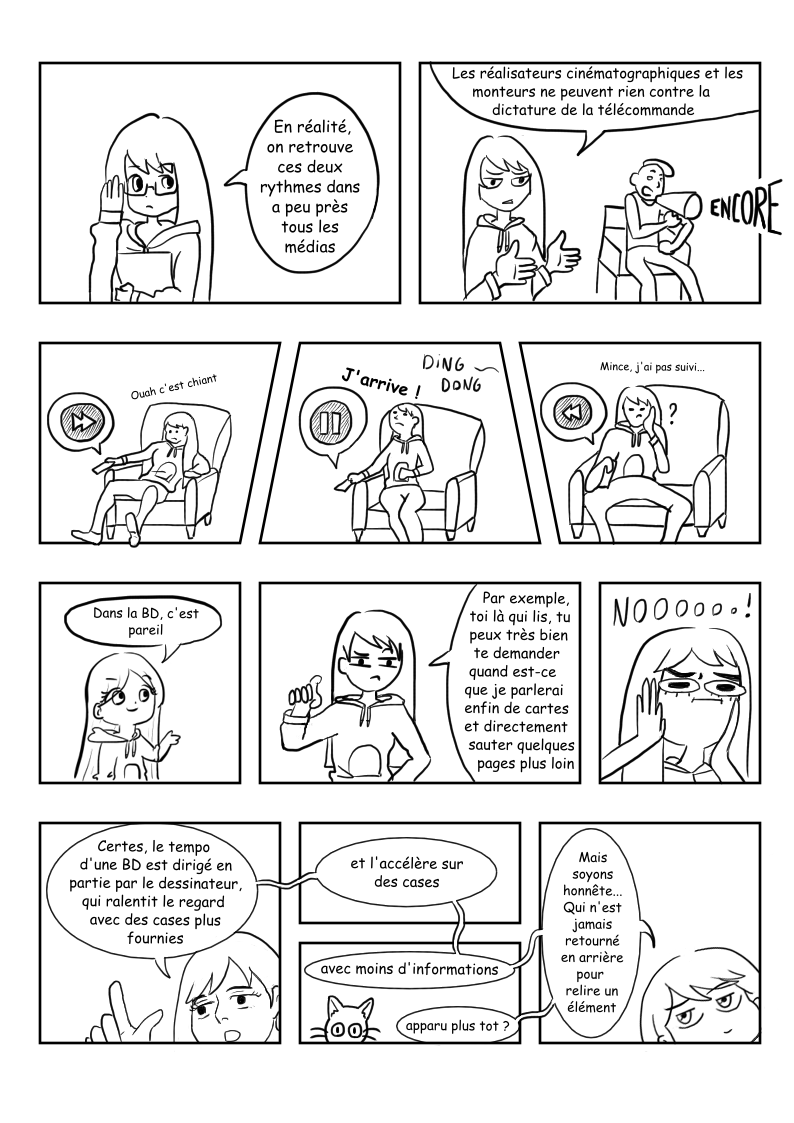 En réalité,
on retrouve
ces deux
rythmes dans
a peu près
tous les
médias
Les réalisateurs cinématographiques et les
monteurs ne peuvent rien contre la
dictature de la télécommande
ENCORE
Ouah c'est chiant
J'arrive !
DiNG
DONG
Mince, j'ai pas suivi...
?
Dans la BD, c'est
pareil
Par exemple,
toi là qui lis, tu
peux très bien
te demander
quand est-ce
que je parlerai
enfin de cartes
et directement
sauter quelques
pages plus loin
NOOOooo.!
Certes, le tempo
d'une BD est dirigé en
partie par le dessinateur,
qui ralentit le regard
avec des cases plus
fournies
et l'accélère sur
des cases
avec moins d'informations
Mais
soyons
honnête...
Qui n'est
jamais
retourné
en arrière
pour
relire un
élément
apparu plus tot ?